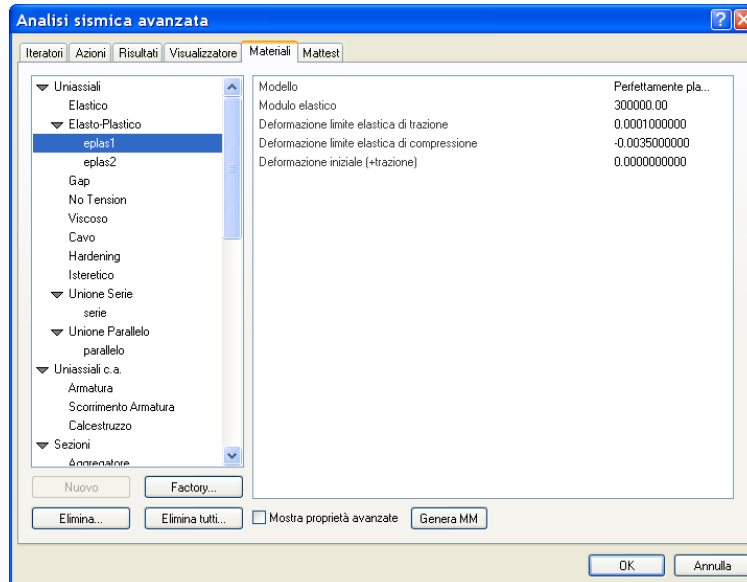 Analisi sismica avanzata
Iteratori Azioni Risultati Visualizzatore Materiali Mattest
Uniassiali
Elastico
Elasto-Plastico
eplas1
eplas2
Gap
No Tension
Viscoso
Cavo
Hardening
Isteretico
Unione Serie
serie
Unione Parallelo
parallelo
Uniassiali c.a.
Armatura
Scorrimento Armatura
Calcestruzzo
Sezioni
Aggregatore
Modello Perfettamente pla...
Modulo elastico 300000.00
Deformazione limite elastica di trazione 0.0001000000
Deformazione limite elastica di compressione -0.0035000000
Deformazione iniziale (+trazione) 0.0000000000
Nuovo Factory...
Elimina... Elimina tutti... Mostra proprietà avanzate Genera MM
OK Annulla